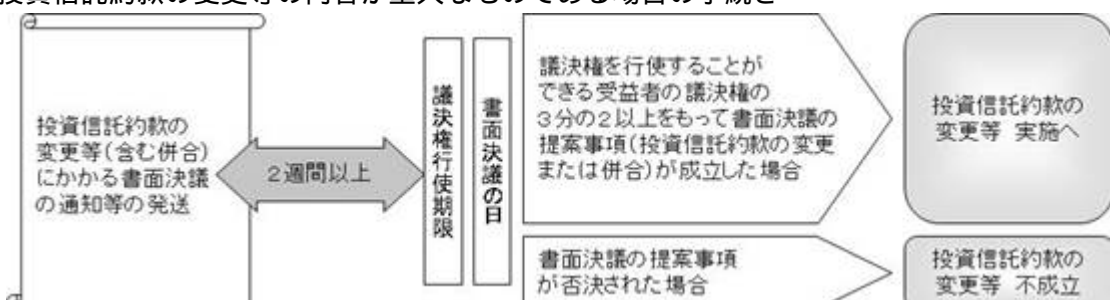 投資信託約款の変更等の内容が重大なものである場合の手続き
投資信託約款の
変更等(含む併合)
にかかる書面決議
の通知等の発送
2週間以上
議決権行使期限
書面決議の日
議決権を行使することが
できる受益者の議決権の
3分の2以上をもって書面決議の
提案事項(投資信託約款の変更
または併合)が成立した場合
投資信託約款の
変更等 実施へ
書面決議の提案事項
が否決された場合
投資信託約款の
変更等 不成立